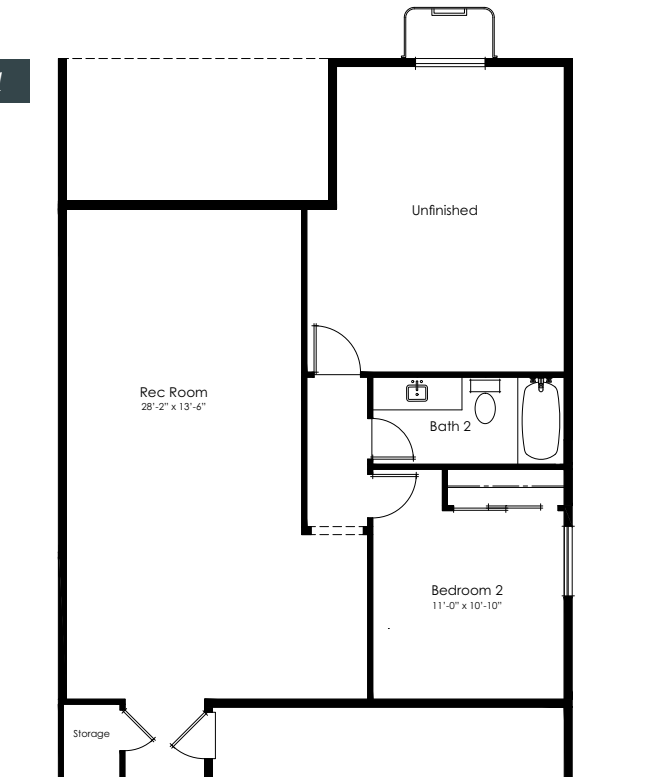 Unfinished
Rec Room
28'-2" x 13'-6"
Bath 2
Bedroom 2
11'-0" x 10'-10"
Storage